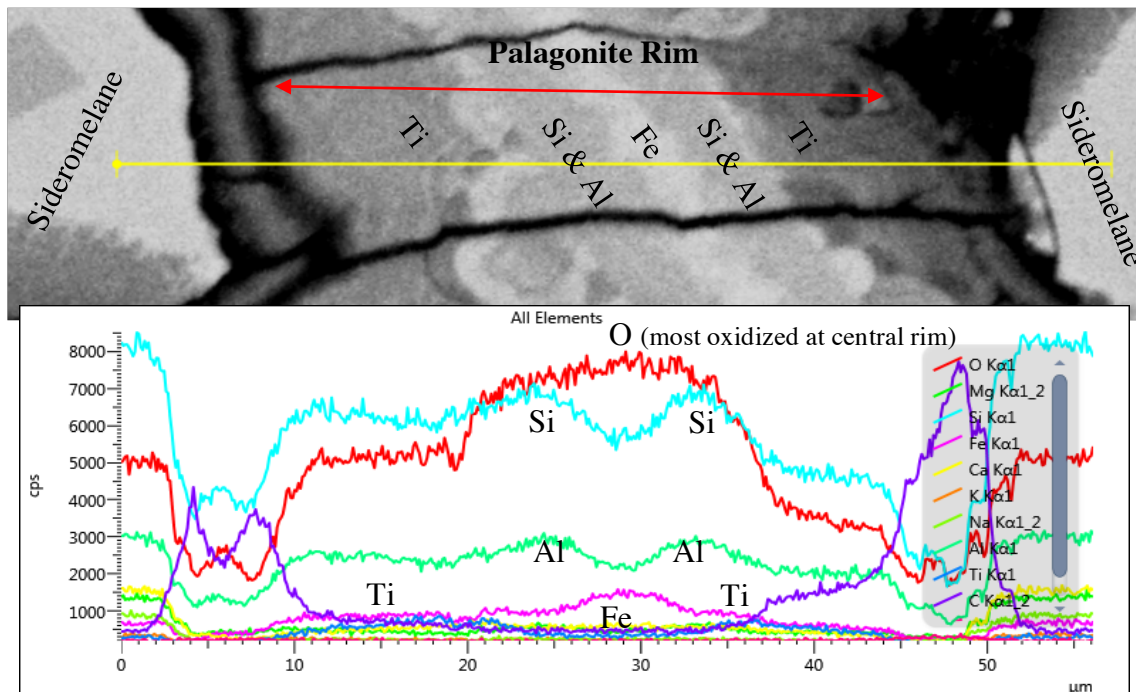 Palagonite Rim
Sideromelane
Ti
Si & Al
Fe
Si & Al
Ti
Sideromelane
All Elements
O (most oxidized at central rim)
8000
7000
6000
5000
4000
3000
2000
1000
cps
Si
Si
Al
Al
Ti
Fe
Ti
O Kα1
Mg Kα1_2
Si Kα1
Fe Kα1
Ca Kα1
K Kα1
Na Kα1_2
Al Kα1
Ti Kα1
C Kα1_2
0
10
20
30
40
50
µm